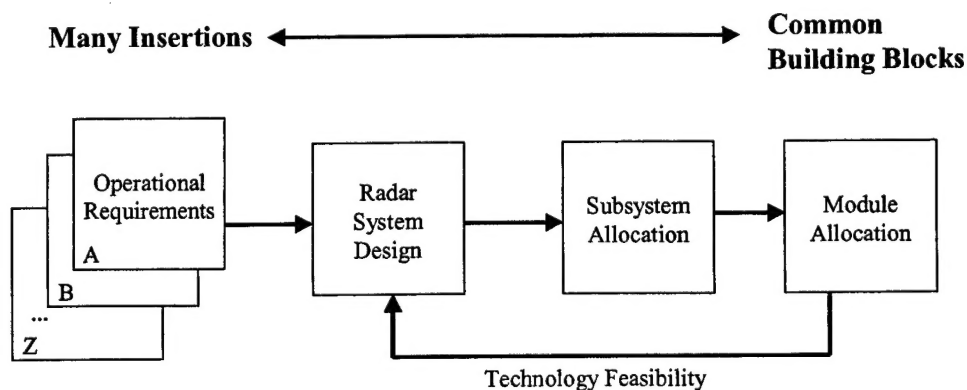 Many Insertions
Common
Building Blocks
Operational
Requirements
A
B
...
Z
Radar
System
Design
Subsystem
Allocation
Module
Allocation
Technology Feasibility